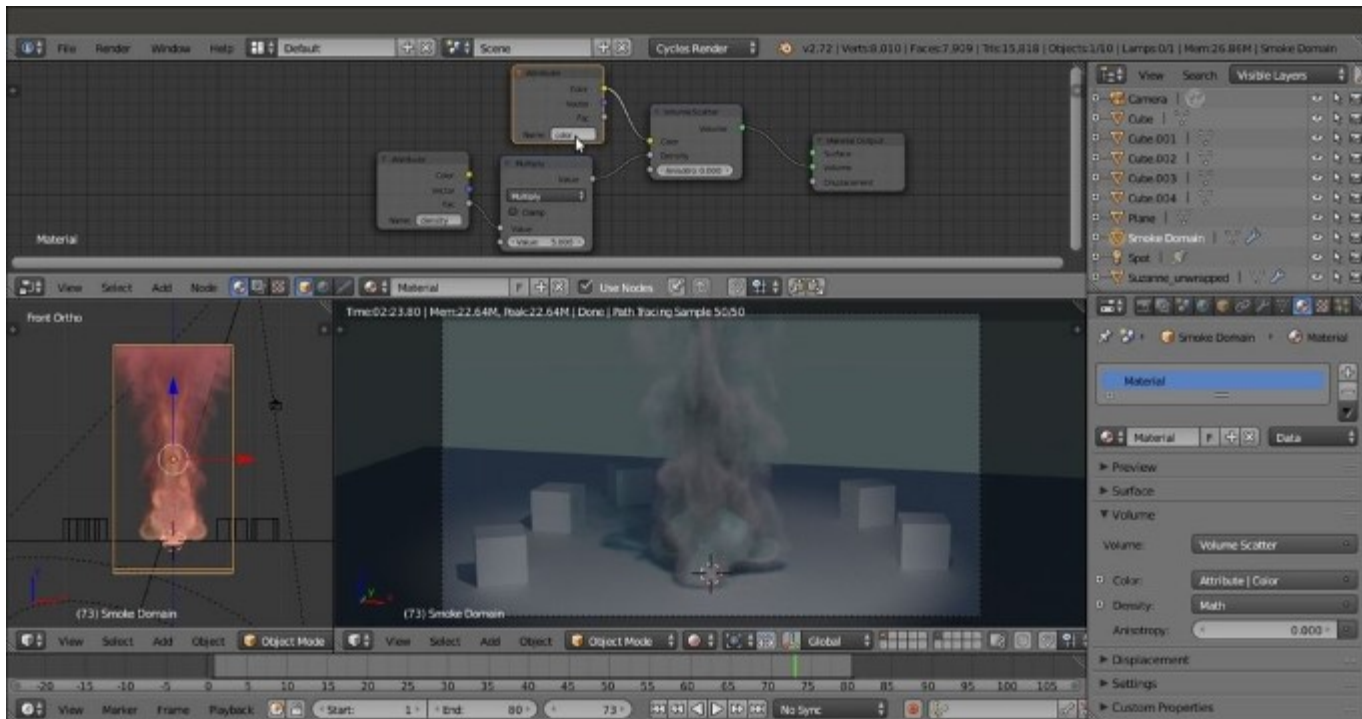 File Render Window Help Default Scene Cycles Render v2.72 | Verts:8,010 | Faces:7,909 | Tris:15,818 | Objects:1/10 | Lamps:0/1 | Mem:26.86M | Smoke Domain
Attribute
Color
Vector
Fac
Name: color
Attribute
Color
Vector
Fac
Name: density
Multiply
Value
Multiply
Clamp
Value
Value: 5.000
Volume Scatter
Volume
Color
Density
Anisotro: 0.000
Material Output
Surface
Volume
Displacement
Material
View Select Add Node Material F Use Nodes
View Search Visible Layers
Camera
Cube
Cube.001
Cube.002
Cube.003
Cube.004
Plane
Smoke Domain
Spot
Suzanne_unwrapped
Front Ortho
(73) Smoke Domain
View Select Add Object Object Mode
Time:02:23.80 | Mem:22.64M, Peak:22.64M | Done | Path Tracing Sample 50/50
(73) Smoke Domain
View Select Add Object Object Mode Global
Smoke Domain Material
Material
Material F Data
Preview
Surface
Volume
Volume: Volume Scatter
Color: Attribute | Color
Density: Math
Anisotropy: 0.000
Displacement
Settings
Custom Properties
-20 -15 -10 -5 0 5 10 15 20 25 30 35 40 45 50 55 60 65 70 75 80 85 90 95 100 105
View Marker Frame Playback Start: 1 End: 80 73 No Sync